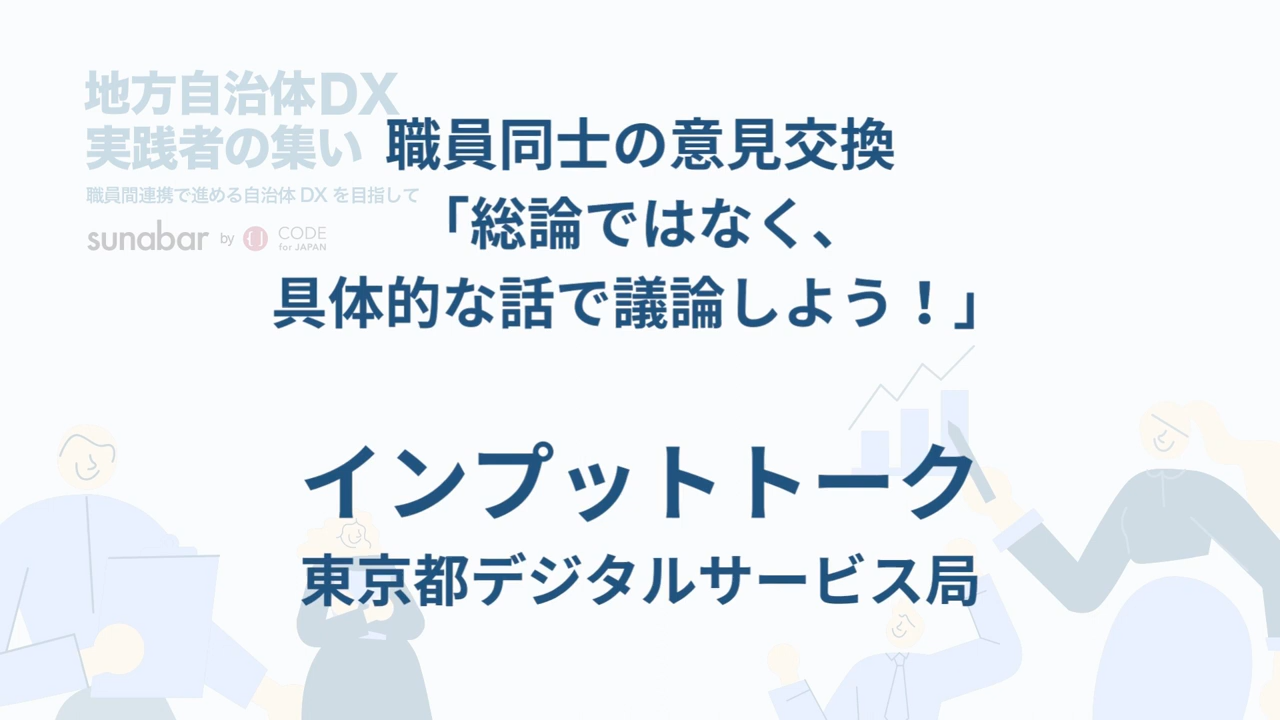 地方自治体DX
実践者の集い
職員間連携で進める自治体 DX を目指して
sunabar by CODE for JAPAN
職員同士の意見交換
「総論ではなく、
具体的な話で議論しよう！」
インプットトーク
東京都デジタルサービス局